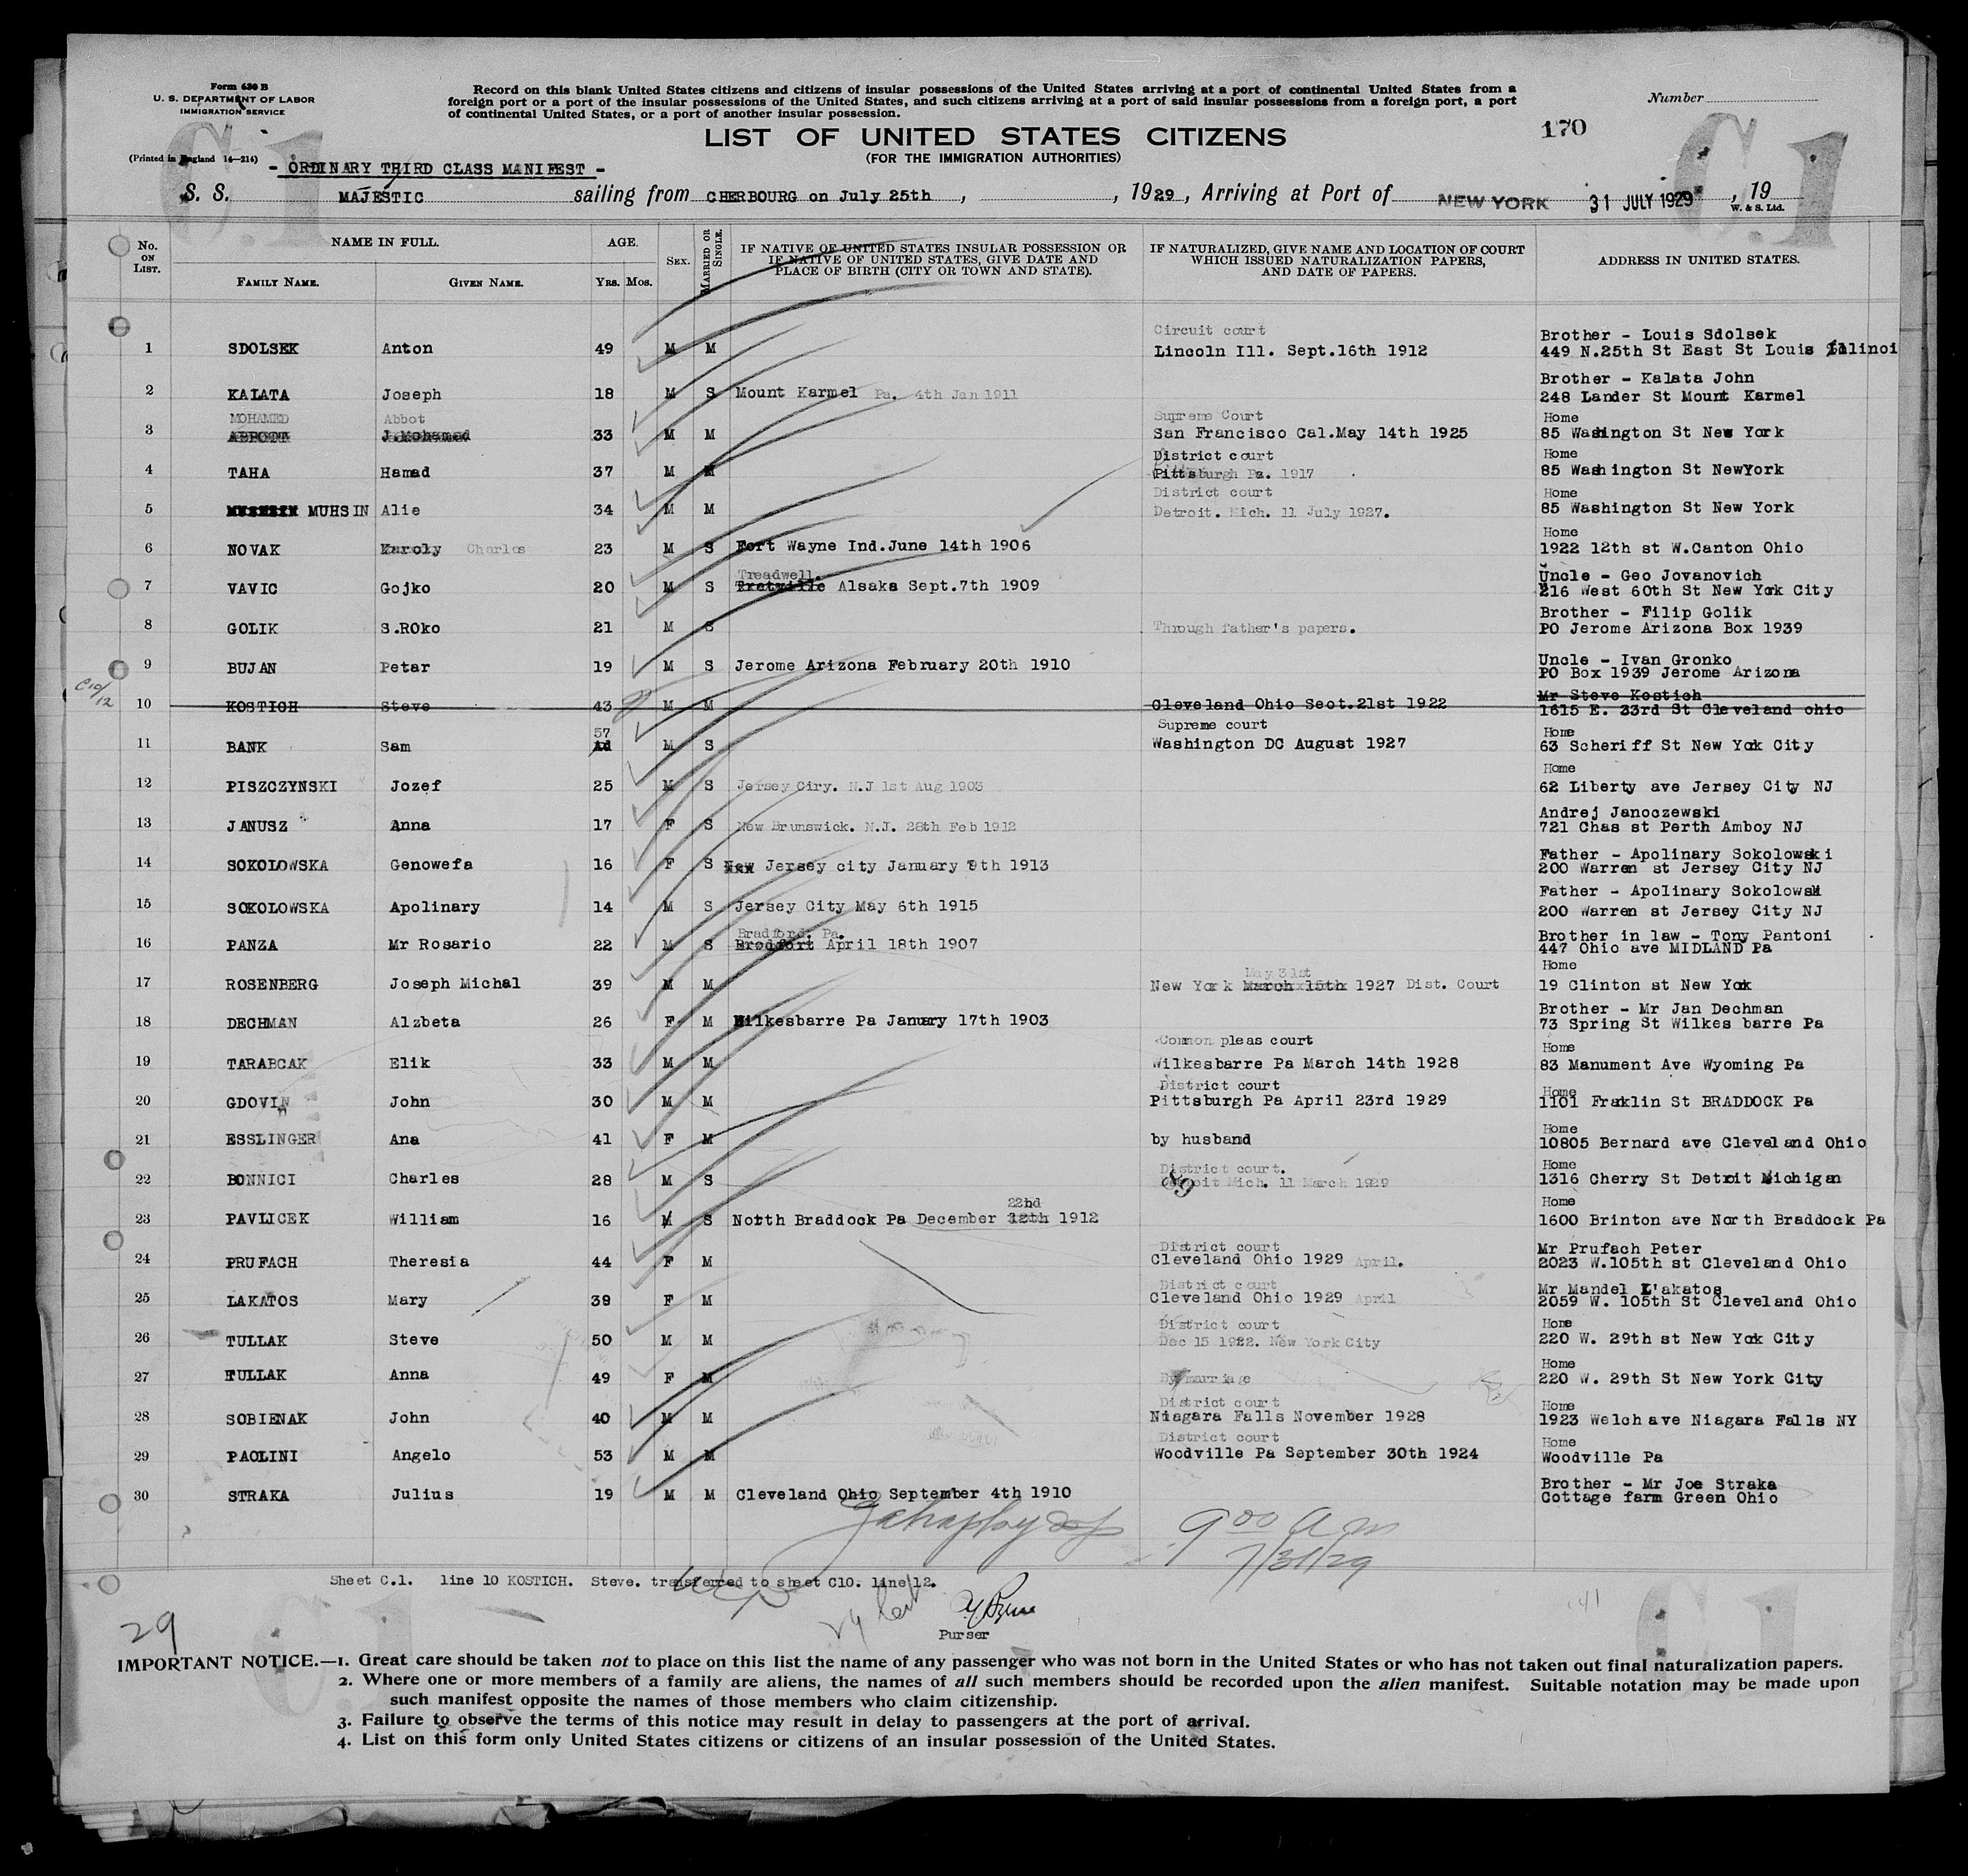 Form 630 B
U. S. DEPARTMENT OF LABOR
IMMIGRATION SERVICE
(Printed in England 14—214)
Record on this blank United States citizens and citizens of insular possessions of the United States arriving at a port of continental United States from a
foreign port or a port of the insular possessions of the United States, and such citizens arriving at a port of said insular possessions from a foreign port, a port
of continental United States, or a port of another insular possession.
Number
C.1
C.1
170
LIST OF UNITED STATES CITIZENS
(FOR THE IMMIGRATION AUTHORITIES)
- ORDINARY THIRD CLASS MANIFEST -
S. S. MAJESTIC sailing from CHERBOURG on July 25th , , 1929 , Arriving at Port of NEW YORK 31 JULY 1929 , 19
W. & S. Ltd.
No. ON LIST. NAME IN FULL. FAMILY NAME. GIVEN NAME. AGE. YRS. MOS. SEX. MARRIED OR SINGLE. IF NATIVE OF UNITED STATES INSULAR POSSESSION OR IF NATIVE OF UNITED STATES, GIVE DATE AND PLACE OF BIRTH (CITY OR TOWN AND STATE). IF NATURALIZED, GIVE NAME AND LOCATION OF COURT WHICH ISSUED NATURALIZATION PAPERS, AND DATE OF PAPERS. ADDRESS IN UNITED STATES.
Circuit court Brother - Louis Sdolsek
1 SDOLSEK Anton 49 M M Lincoln Ill. Sept.16th 1912 449 N.25th St East St Louis Illinoi
Brother - Kalata John
2 KALATA Joseph 18 M S Mount Karmel Pa. 4th Jan 1911 248 Lander St Mount Karmel
MOHAMED Abbot Supreme Court Home
3 ABBOTT J.Mohamed 33 M M San Francisco Cal.May 14th 1925 85 Washington St New York
District court Home
4 TAHA Hamad 37 M M Pittsburgh Pa. 1917 85 Washington St NewYork
District court Home
5 MUHSIN Alie 34 M M Detroit. Mich. 11 July 1927. 85 Washington St New York
Home
6 NOVAK Karoly Charles 23 M S Fort Wayne Ind.June 14th 1906 1922 12th st W.Canton Ohio
Treadwell. Uncle - Geo Jovanovich
7 VAVIC Gojko 20 M S Tretville Alsaka Sept.7th 1909 216 West 60th St New York City
Brother - Filip Golik
8 GOLIK S.ROko 21 M S Through father's papers. PO Jerome Arizona Box 1939
Uncle - Ivan Gronko
9 BUJAN Petar 19 M S Jerome Arizona February 20th 1910 PO Box 1939 Jerome Arizona
C10/12 Mr Steve Kostich
10 KOSTICH Steve 43 M M Cleveland Ohio Seot.21st 1922 1615 E. 33rd St Cleveland ohio
57 Supreme court Home
11 BANK Sam M S Washington DC August 1927 63 Scheriff St New York City
Home
12 PISZCZYNSKI Jozef 25 M S Jersey Ciry. N.J 1st Aug 1903 62 Liberty ave Jersey City NJ
Andrej Janoczewski
13 JANUSZ Anna 17 F S New Brunswick. N.J. 28th Feb 1912 721 Chas st Perth Amboy NJ
Father - Apolinary Sokolowski
14 SOKOLOWSKA Genowefa 16 F S New Jersey city January 9th 1913 200 Warren st Jersey City NJ
Father - Apolinary Sokolowsk
15 SOKOLOWSKA Apolinary 14 M S Jersey City May 6th 1915 200 Warren st Jersey City NJ
Bradford. Pa. Brother in law - Tony Pantoni
16 PANZA Mr Rosario 22 M S Brodfort April 18th 1907 447 Ohio ave MIDLAND Pa
May 31st Home
17 ROSENBERG Joseph Michal 39 M M New York March 15th 1927 Dist. Court 19 Clinton st New York
Brother - Mr Jan Dechman
18 DECHMAN Alzbeta 26 F M Wilkesbarre Pa January 17th 1903 73 Spring St Wilkes barre Pa
Common pleas court Home
19 TARABCAK Elik 33 M M Wilkesbarre Pa March 14th 1928 83 Manument Ave Wyoming Pa
District court Home
20 GDOVIN John 30 M M Pittsburgh Pa April 23rd 1929 1101 Fraklin St BRADDOCK Pa
Home
21 ESSLINGER Ana 41 F M by husband 10805 Bernard ave Cleveland Ohio
District court. Home
22 BONNICI Charles 28 M S Detroit Mich. 11 March 1929 1316 Cherry St Detroit Michigan
22nd Home
23 PAVLICEK William 16 M S North Braddock Pa December 12th 1912 1600 Brinton ave North Braddock Pa
District court Mr Prufach Peter
24 PRUFACH Theresia 44 F M Cleveland Ohio 1929 April. 2023 W.105th st Cleveland Ohio
District court Mr Mandel L'akatos
25 LAKATOS Mary 39 F M Cleveland Ohio 1929 April 2059 W. 105th St Cleveland Ohio
District court Home
26 TULLAK Steve 50 M M Dec 15 1922. New York City 220 W. 29th st New York City
Home
27 TULLAK Anna 49 F M By marriage 220 W. 29th St New York City
District court Home
28 SOBIENAK John 40 M M Niagara Falls November 1928 1923 Welch ave Niagara Falls NY
District court Home
29 PAOLINI Angelo 53 M M Woodville Pa September 30th 1924 Woodville Pa
Brother - Mr Joe Straka
30 STRAKA Julius 19 M M Cleveland Ohio September 4th 1910 Cottage farm Green Ohio
9 00 am
7/31/29
Sheet C.1. line 10 KOSTICH. Steve. transferred to sheet C10. line 12.
29
Purser
C.1
C.1
IMPORTANT NOTICE.—1. Great care should be taken not to place on this list the name of any passenger who was not born in the United States or who has not taken out final naturalization papers.
2. Where one or more members of a family are aliens, the names of all such members should be recorded upon the alien manifest. Suitable notation may be made upon
such manifest opposite the names of those members who claim citizenship.
3. Failure to observe the terms of this notice may result in delay to passengers at the port of arrival.
4. List on this form only United States citizens or citizens of an insular possession of the United States.